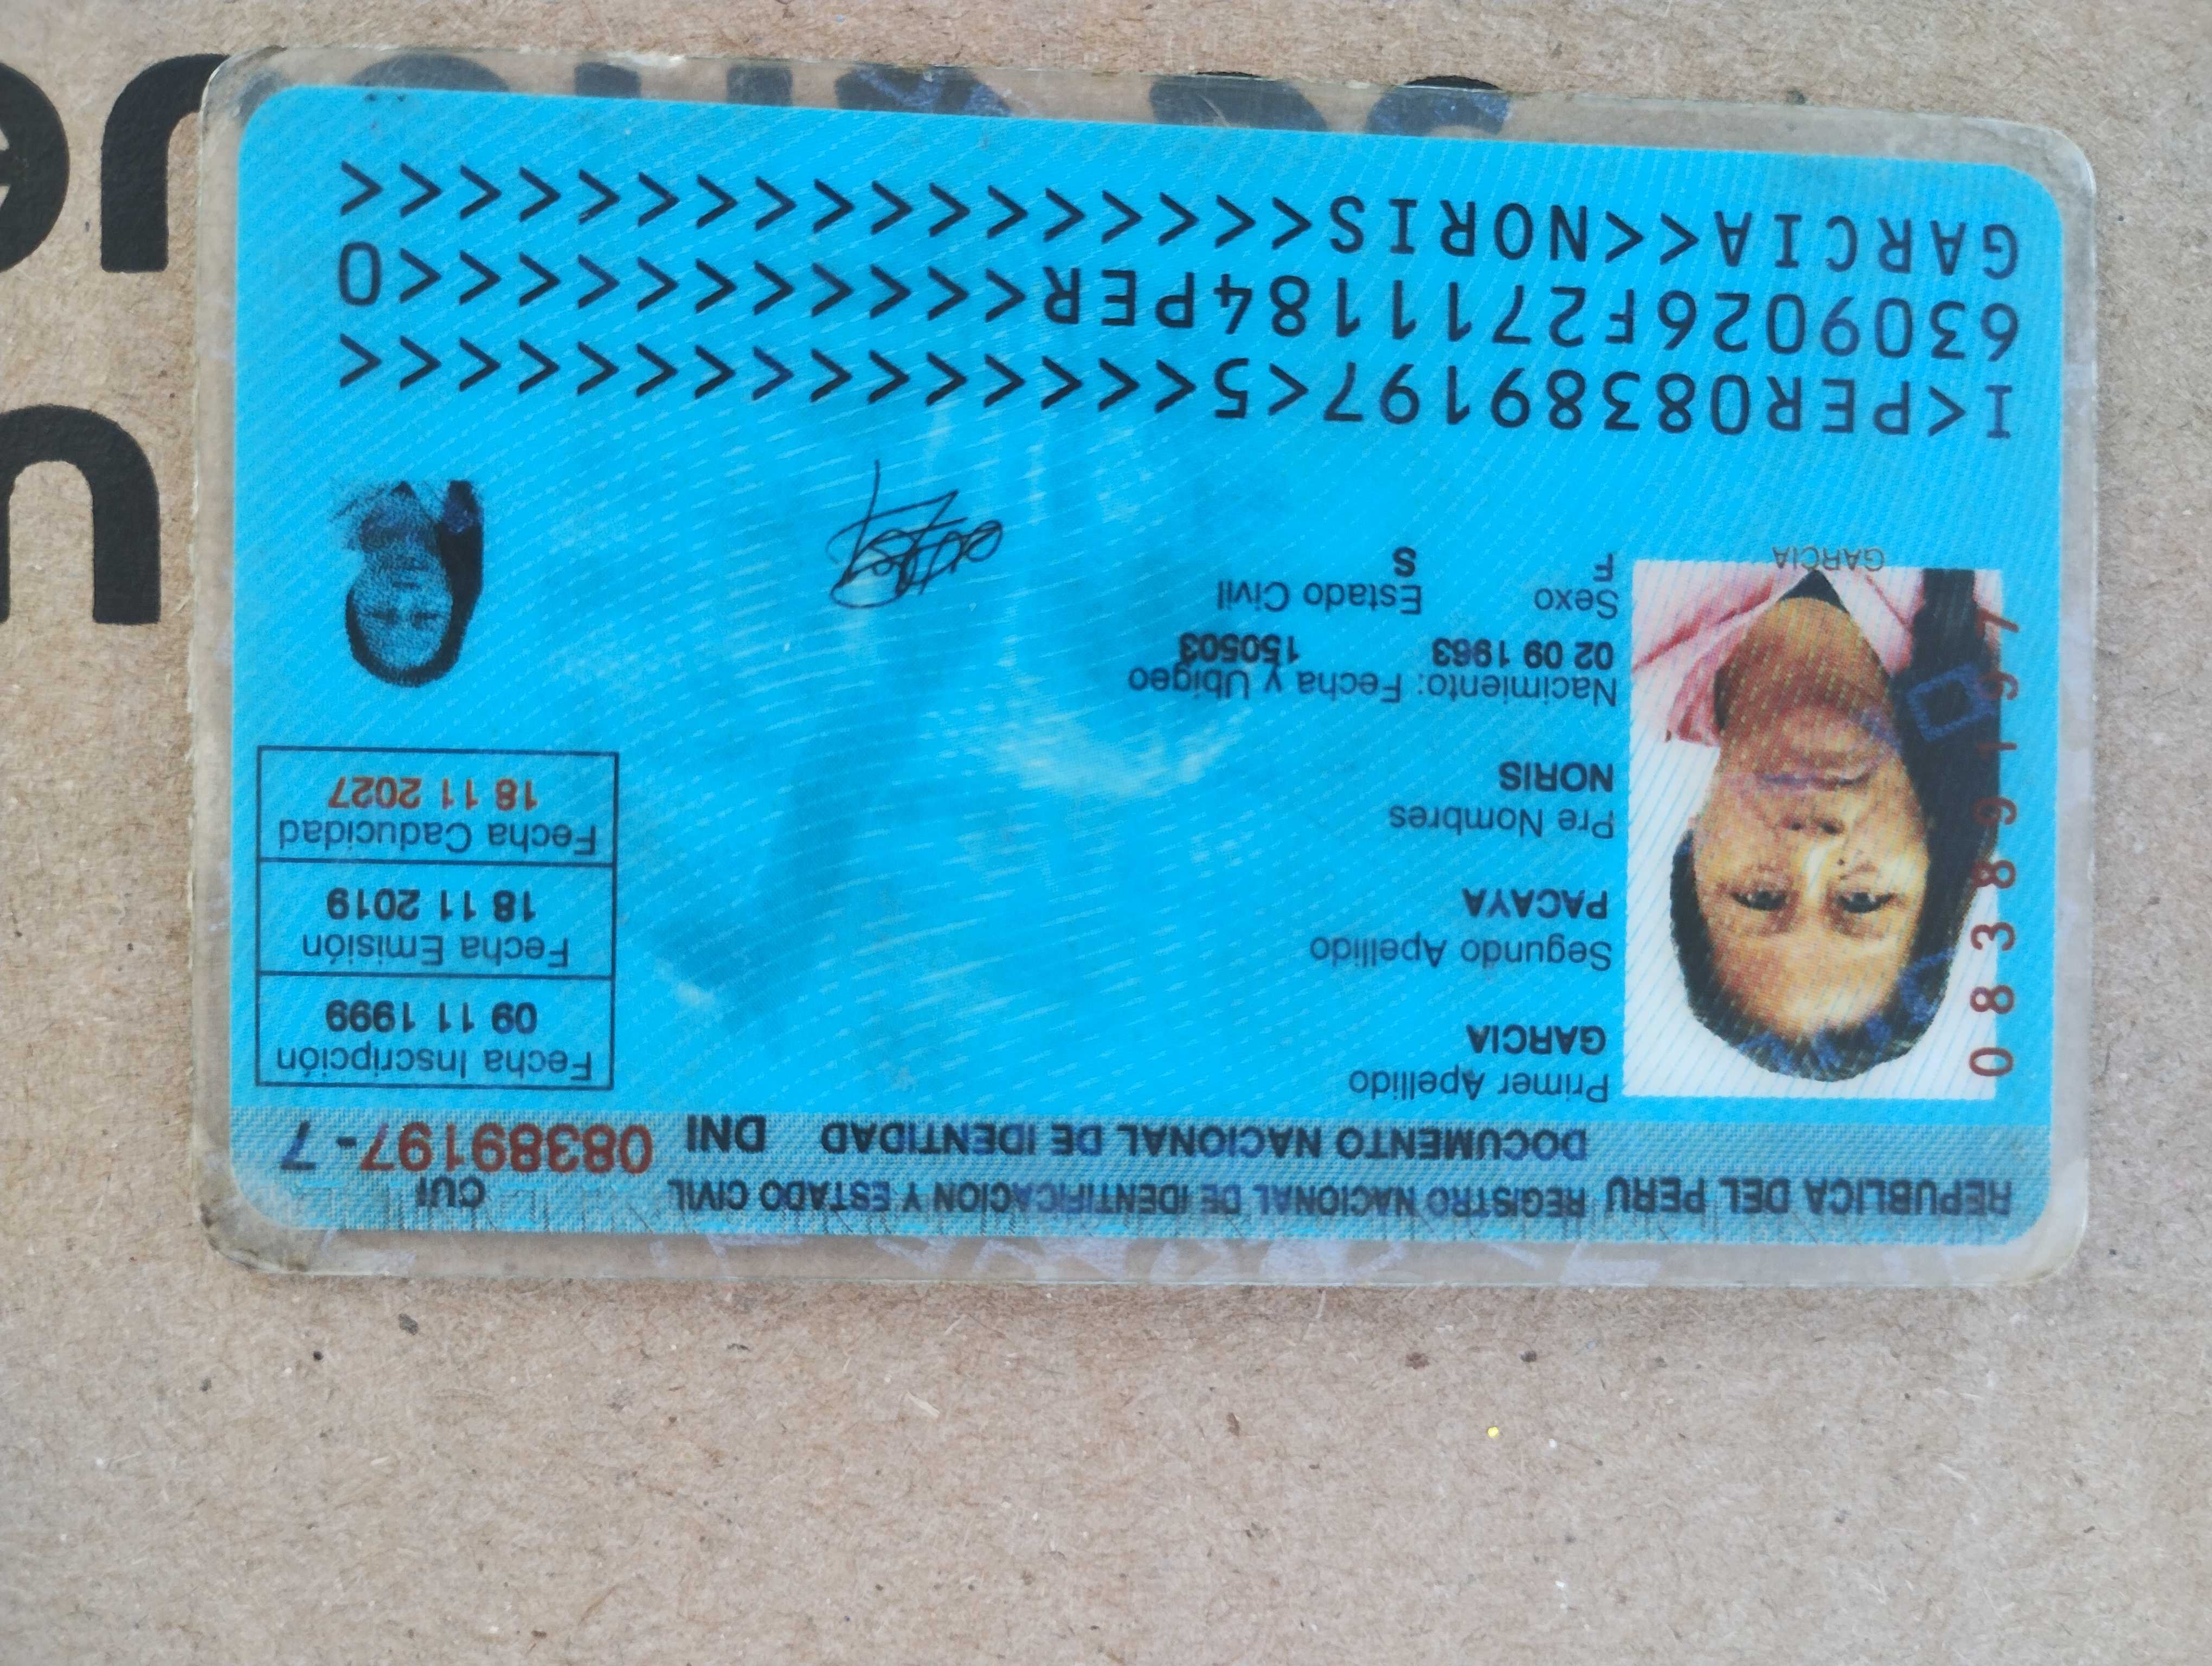 REPUBLICA DEL PERU REGISTRO NACIONAL DE IDENTIFICACION Y ESTADO CIVIL CUI
DOCUMENTO NACIONAL DE IDENTIDAD DNI 08389197-7
Primer Apellido
GARCIA
Segundo Apellido
PACAYA
Pre Nombres
NORIS
Nacimiento: Fecha y Ubigeo
02 09 1963 150503
Sexo Estado Civil
F S
Fecha Inscripción
09 11 1999
Fecha Emisión
18 11 2019
Fecha Caducidad
18 11 2027
08389197
GARCIA
I<PER08389197<5<<<<<<<<<<<<<<<
6309026F2711184PER<<<<<<<<<<<0
GARCIA<<NORIS<<<<<<<<<<<<<<<<<